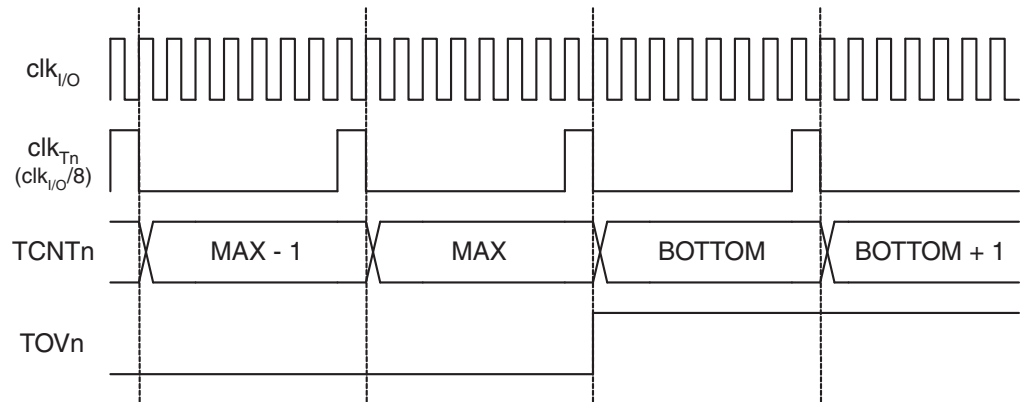 clkI/O
clkTn
(clkI/O/8)
TCNTn MAX - 1 MAX BOTTOM BOTTOM + 1
TOVn